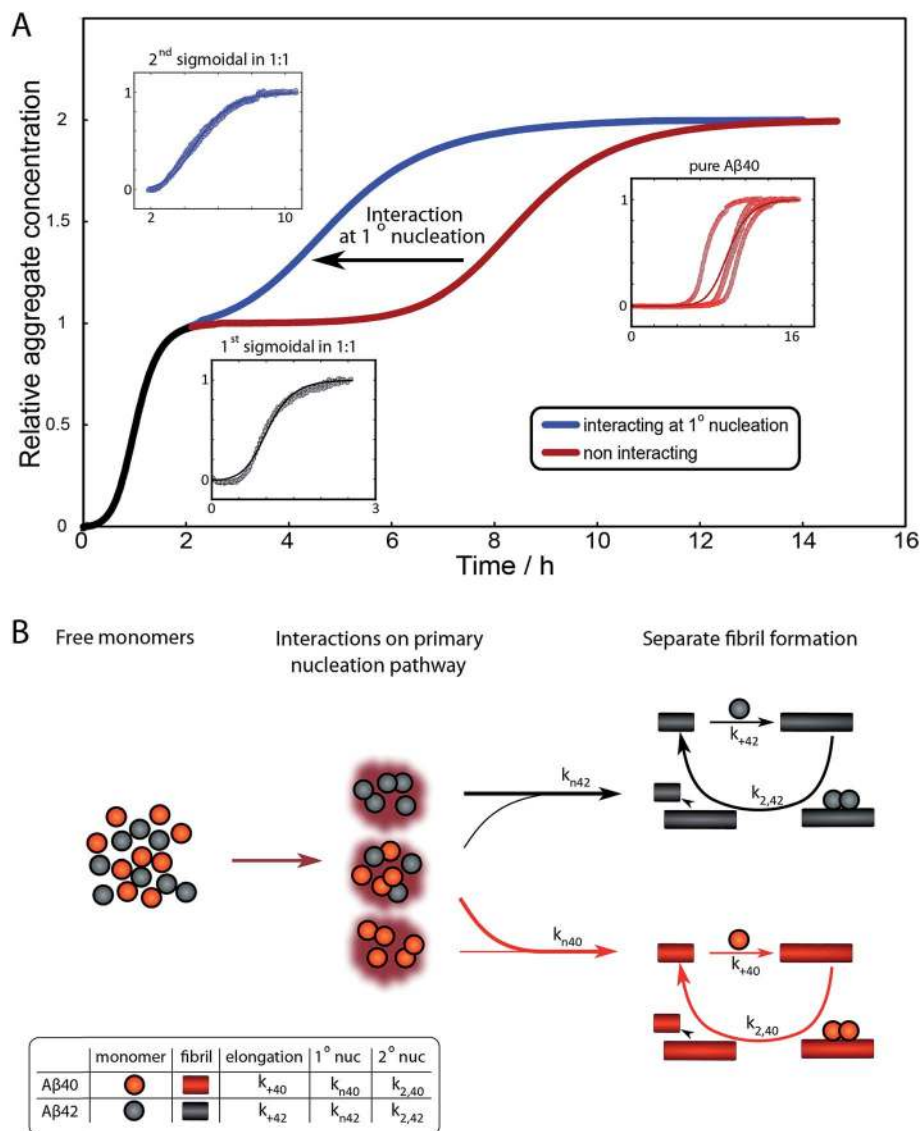 A
Relative aggregate concentration
2
1.5
1
0.5
0
0
2
4
6
8
10
12
14
16
Time / h
2nd sigmoidal in 1:1
1
0
2
10
Interaction
at 1° nucleation
pure Aβ40
1
0
0
16
1st sigmoidal in 1:1
1
0
0
3
interacting at 1° nucleation
non interacting
B
Free monomers
Interactions on primary
nucleation pathway
Separate fibril formation
kn42
k+42
k2,42
kn40
k+40
k2,40
monomer fibril elongation 1° nuc 2° nuc
Aβ40 k+40 kn40 k2,40
Aβ42 k+42 kn42 k2,42